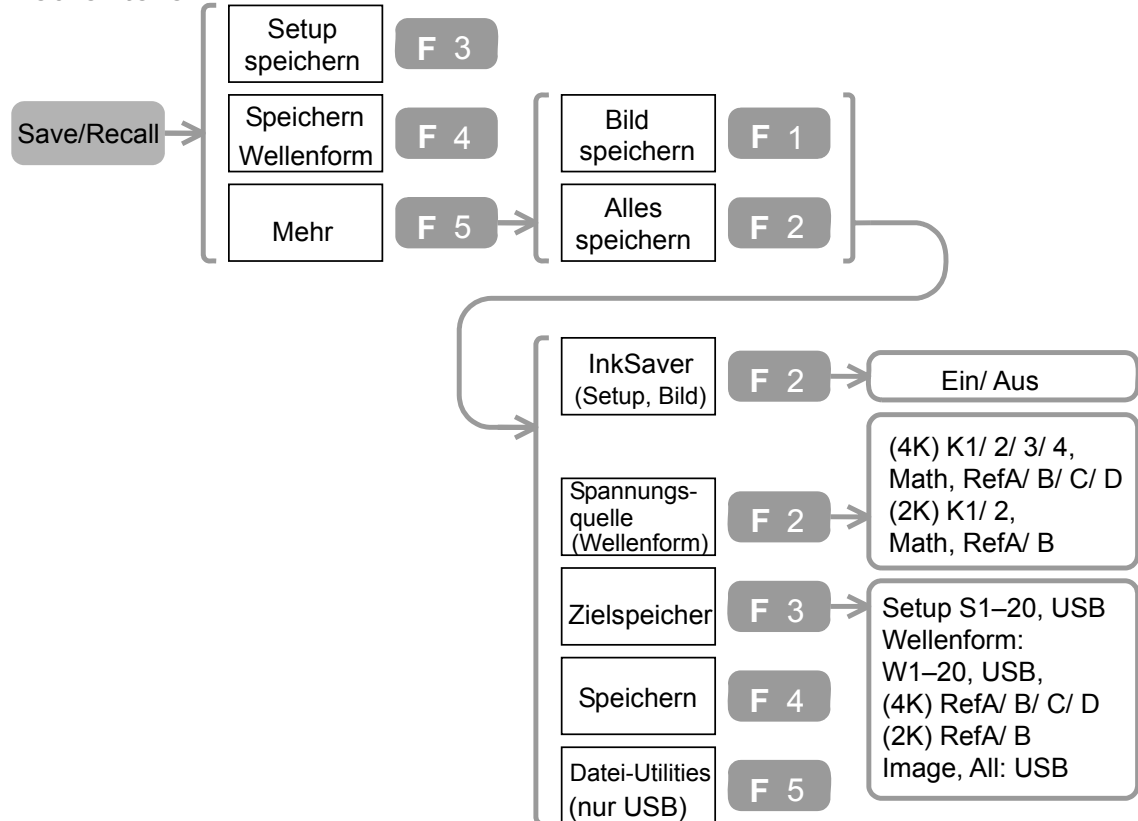 Setup
speichern
F 3
Save/Recall
Speichern
Wellenform
F 4
Mehr
F 5
Bild
speichern
F 1
Alles
speichern
F 2
InkSaver
(Setup, Bild)
F 2
Ein/ Aus
Spannungs-
quelle
(Wellenform)
F 2
(4K) K1/ 2/ 3/ 4,
Math, RefA/ B/ C/ D
(2K) K1/ 2,
Math, RefA/ B
Zielspeicher
F 3
Setup S1–20, USB
Wellenform:
W1–20, USB,
(4K) RefA/ B/ C/ D
(2K) RefA/ B
Image, All: USB
Speichern
F 4
Datei-Utilities
(nur USB)
F 5